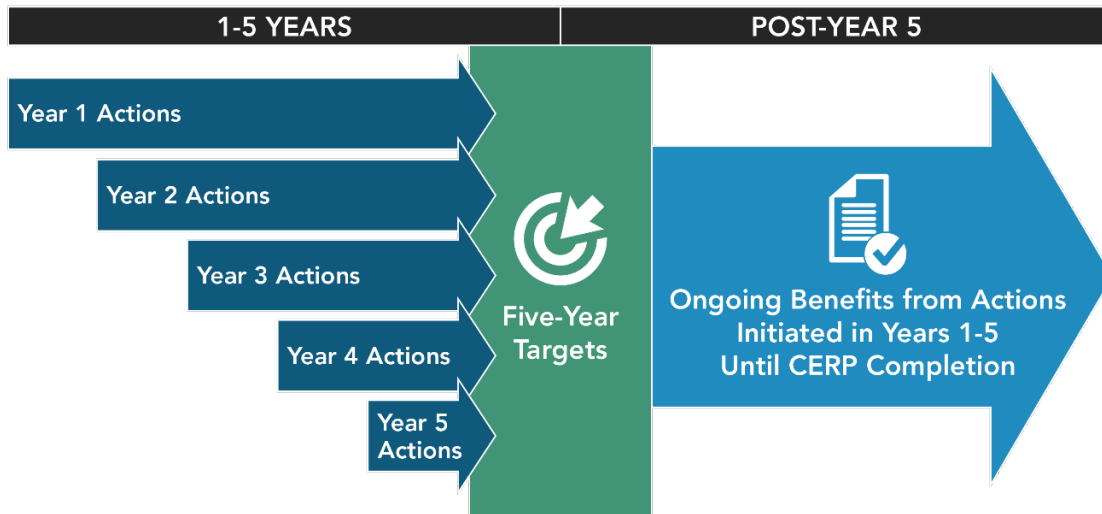 1-5 YEARS
POST-YEAR 5
Year 1 Actions
Year 2 Actions
Year 3 Actions
Year 4 Actions
Year 5
Actions
Five-Year
Targets
Ongoing Benefits from Actions
Initiated in Years 1-5
Until CERP Completion